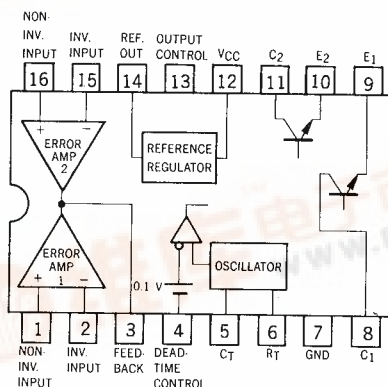 NON-
INV. INV. REF. OUTPUT
INPUT INPUT OUT CONTROL VCC C2 E2 E1
16 15 14 13 12 11 10 9
+ − + −
ERROR AMP 2
REFERENCE
REGULATOR
ERROR AMP 1
OSCILLATOR
0.1 V
+ −
1 2 3 4 5 6 7 8
NON- INV. FEED- DEAD- CT RT GND C1
INV. INPUT BACK TIME
INPUT CONTROL